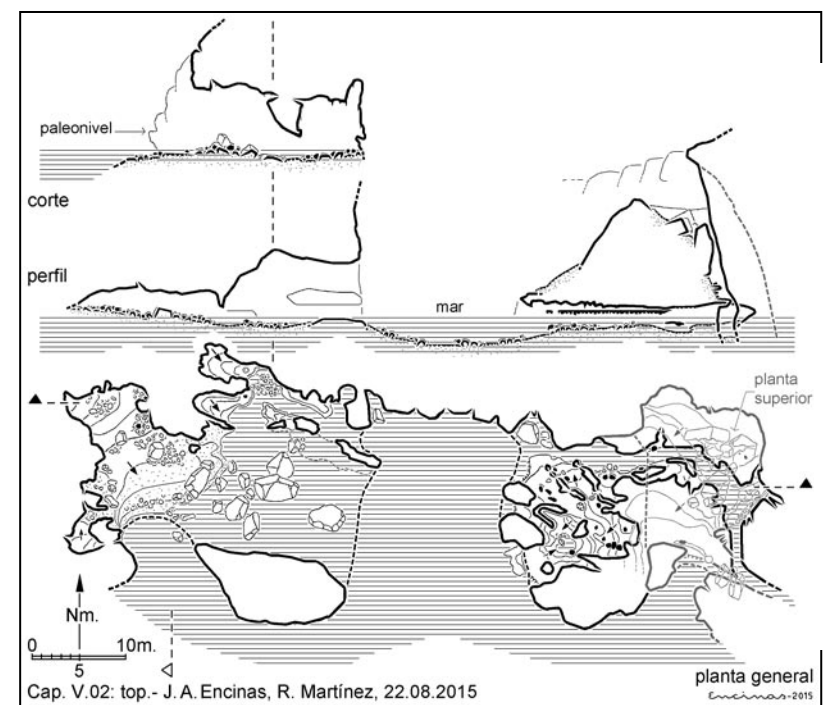 paleonivel
corte
perfil
mar
planta
superior
Nm.
0 10m.
5
Cap. V.02: top.- J. A. Encinas, R. Martínez, 22.08.2015
planta general
Encinas-2015